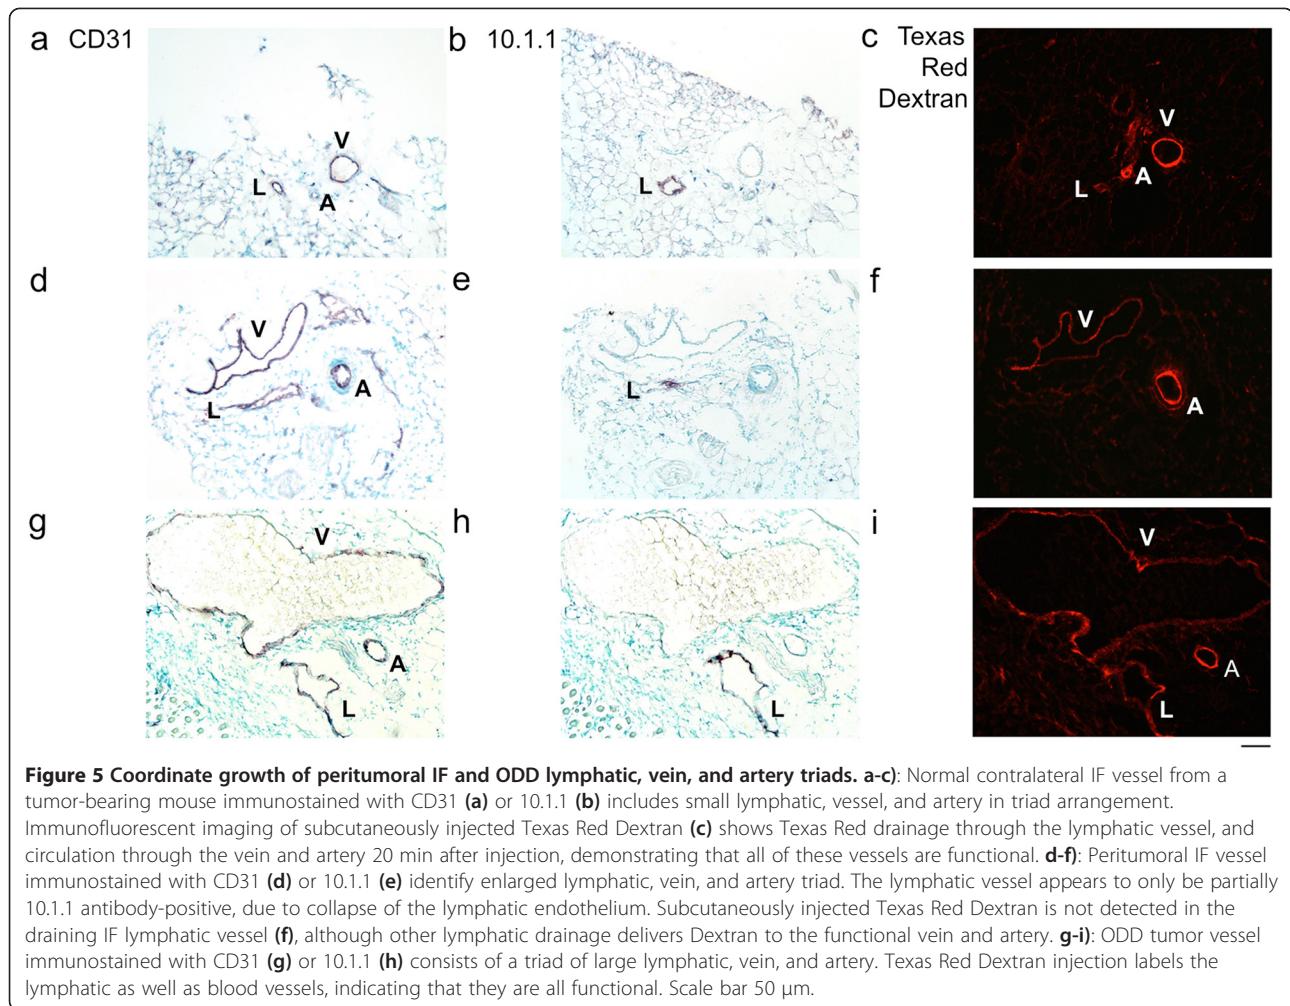 a CD31
b 10.1.1
c Texas
Red
Dextran
V
L
A
L
V
L
A
d
e
f
V
L
A
L
V
A
g
h
i
V
A
L
L
V
A
L
Figure 5 Coordinate growth of peritumoral IF and ODD lymphatic, vein, and artery triads. a-c): Normal contralateral IF vessel from a
tumor-bearing mouse immunostained with CD31 (a) or 10.1.1 (b) includes small lymphatic, vessel, and artery in triad arrangement.
Immunofluorescent imaging of subcutaneously injected Texas Red Dextran (c) shows Texas Red drainage through the lymphatic vessel, and
circulation through the vein and artery 20 min after injection, demonstrating that all of these vessels are functional. d-f): Peritumoral IF vessel
immunostained with CD31 (d) or 10.1.1 (e) identify enlarged lymphatic, vein, and artery triad. The lymphatic vessel appears to only be partially
10.1.1 antibody-positive, due to collapse of the lymphatic endothelium. Subcutaneously injected Texas Red Dextran is not detected in the
draining IF lymphatic vessel (f), although other lymphatic drainage delivers Dextran to the functional vein and artery. g-i): ODD tumor vessel
immunostained with CD31 (g) or 10.1.1 (h) consists of a triad of large lymphatic, vein, and artery. Texas Red Dextran injection labels the
lymphatic as well as blood vessels, indicating that they are all functional. Scale bar 50 μm.